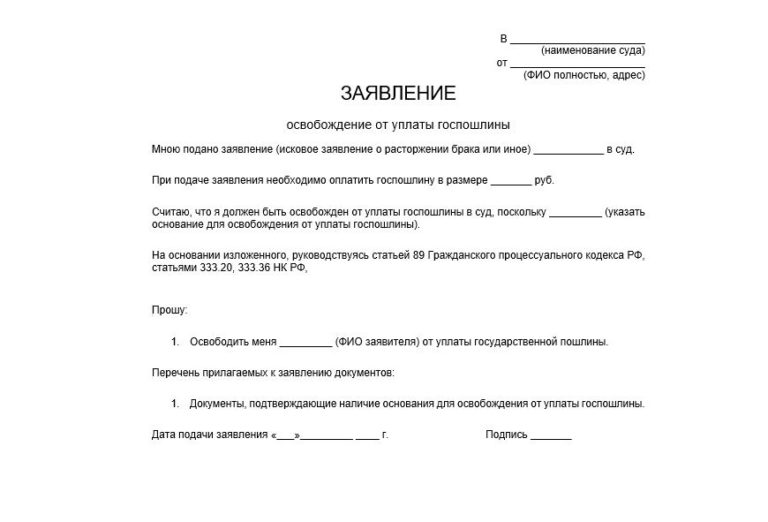 В ______________________
(наименование суда)
от ______________________
(ФИО полностью, адрес)
ЗАЯВЛЕНИЕ
освобождение от уплаты госпошлины
Мною подано заявление (исковое заявление о расторжении брака или иное) ____________ в суд.
При подаче заявления необходимо оплатить госпошлину в размере _______ руб.
Считаю, что я должен быть освобожден от уплаты госпошлины в суд, поскольку _________ (указать
основание для освобождения от уплаты госпошлины).
На основании изложенного, руководствуясь статьей 89 Гражданского процессуального кодекса РФ,
статьями 333.20, 333.36 НК РФ,
Прошу:
1. Освободить меня _________ (ФИО заявителя) от уплаты государственной пошлины.
Перечень прилагаемых к заявлению документов:
1. Документы, подтверждающие наличие основания для освобождения от уплаты госпошлины.
Дата подачи заявления «___»_________ ____ г. Подпись _______